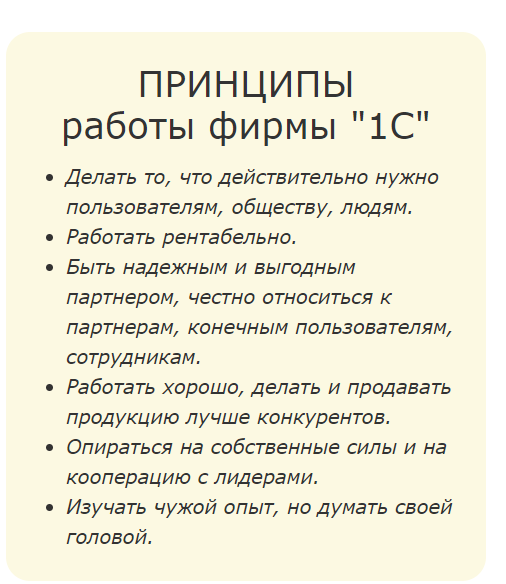 ПРИНЦИПЫ
работы фирмы "1С"
• Делать то, что действительно нужно
пользователям, обществу, людям.
• Работать рентабельно.
• Быть надежным и выгодным
партнером, честно относиться к
партнерам, конечным пользователям,
сотрудникам.
• Работать хорошо, делать и продавать
продукцию лучше конкурентов.
• Опираться на собственные силы и на
кооперацию с лидерами.
• Изучать чужой опыт, но думать своей
головой.